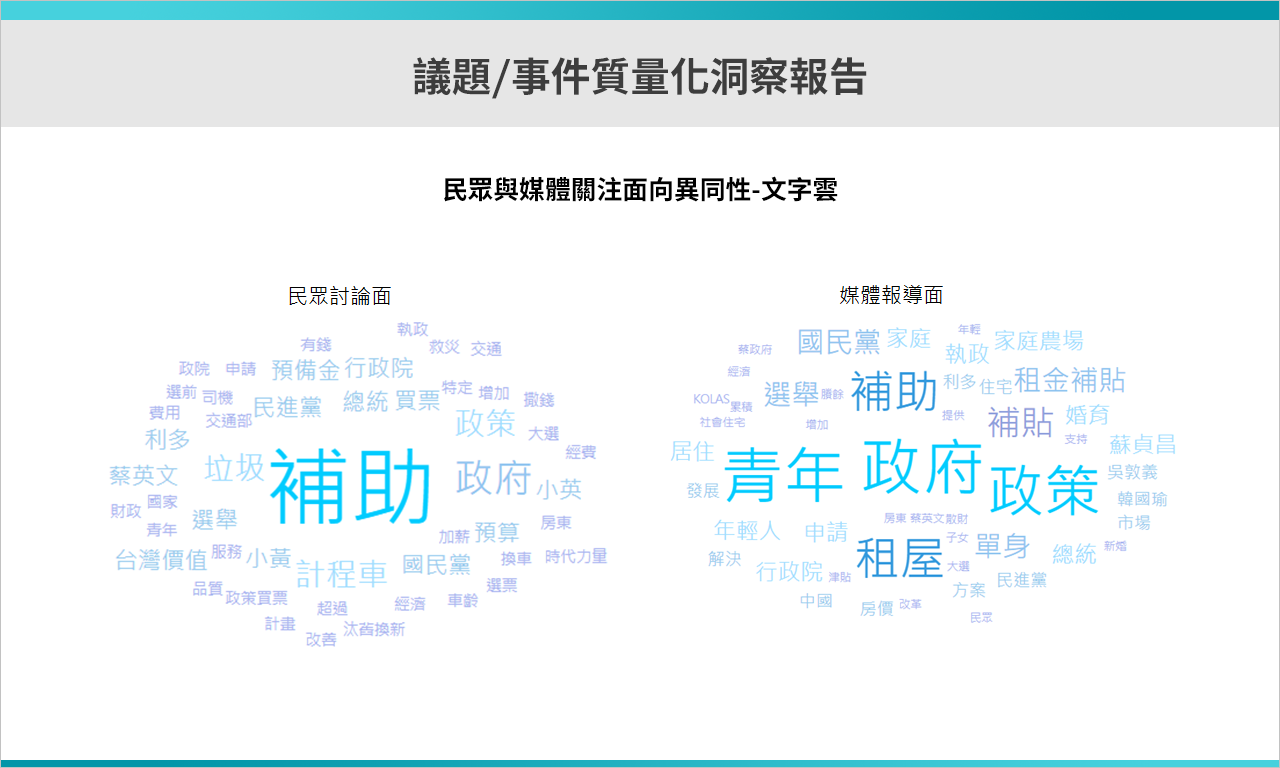 議題/事件質量化洞察報告
民眾與媒體關注面向異同性-文字雲
民眾討論面
執政
有錢 救災 交通
政院 申請 預備金 行政院
選前 司機 特定 增加 撒錢
費用 交通部 民進黨 總統 買票
利多 政策 大選
經費
蔡英文 垃圾 補助 政府 小英
財政 國家
青年 選舉 加薪 預算 房東
台灣價值 服務 小黃 計程車 國民黨 換車 時代力量
品質 政策買票 超過 經濟 車齡 選票
計畫 改善 汰舊換新
媒體報導面
年輕
蔡政府 國民黨 家庭 執政 家庭農場
經濟 選舉 補助 利多 住宅 租金補貼
KOLAS 累積 賸餘
社會住宅 增加 提供 補貼 婚育
支持 蘇貞昌
居住 青年 政府 政策 吳敦義
發展 韓國瑜
房東 蔡英文 散財 市場
年輕人 申請 子女 單身 總統 新婚
解決 租屋
行政院 津貼 大選 民進黨
中國 房價 改革 方案
民眾